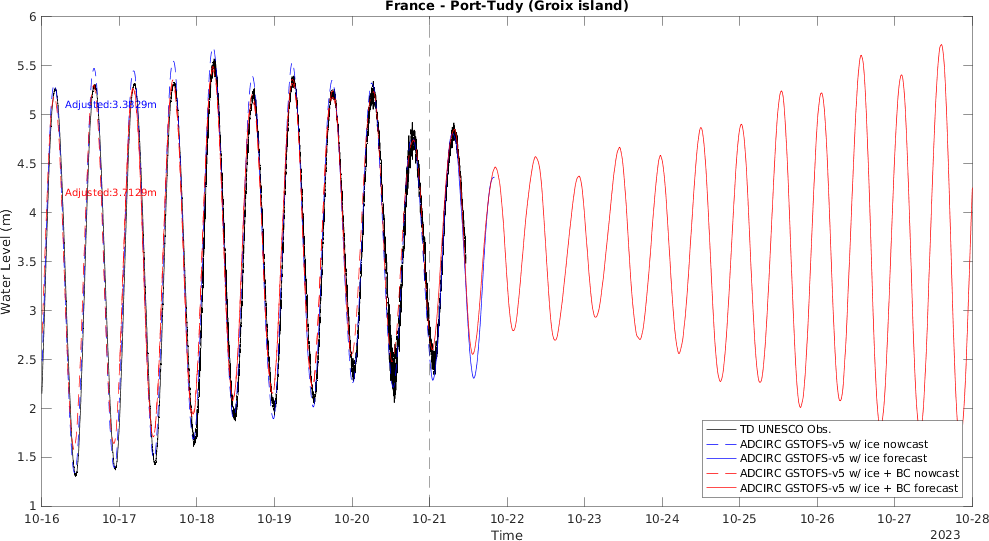 France - Port-Tudy (Groix island)
6
5.5
5
4.5
4
3.5
3
2.5
2
1.5
1
Water Level (m)
Adjusted:3.3829m
Adjusted:3.7129m
TD UNESCO Obs.
ADCIRC GSTOFS-v5 w/ ice nowcast
ADCIRC GSTOFS-v5 w/ ice forecast
ADCIRC GSTOFS-v5 w/ ice + BC nowcast
ADCIRC GSTOFS-v5 w/ ice + BC forecast
10-16 10-17 10-18 10-19 10-20 10-21 10-22 10-23 10-24 10-25 10-26 10-27 10-28
Time
2023